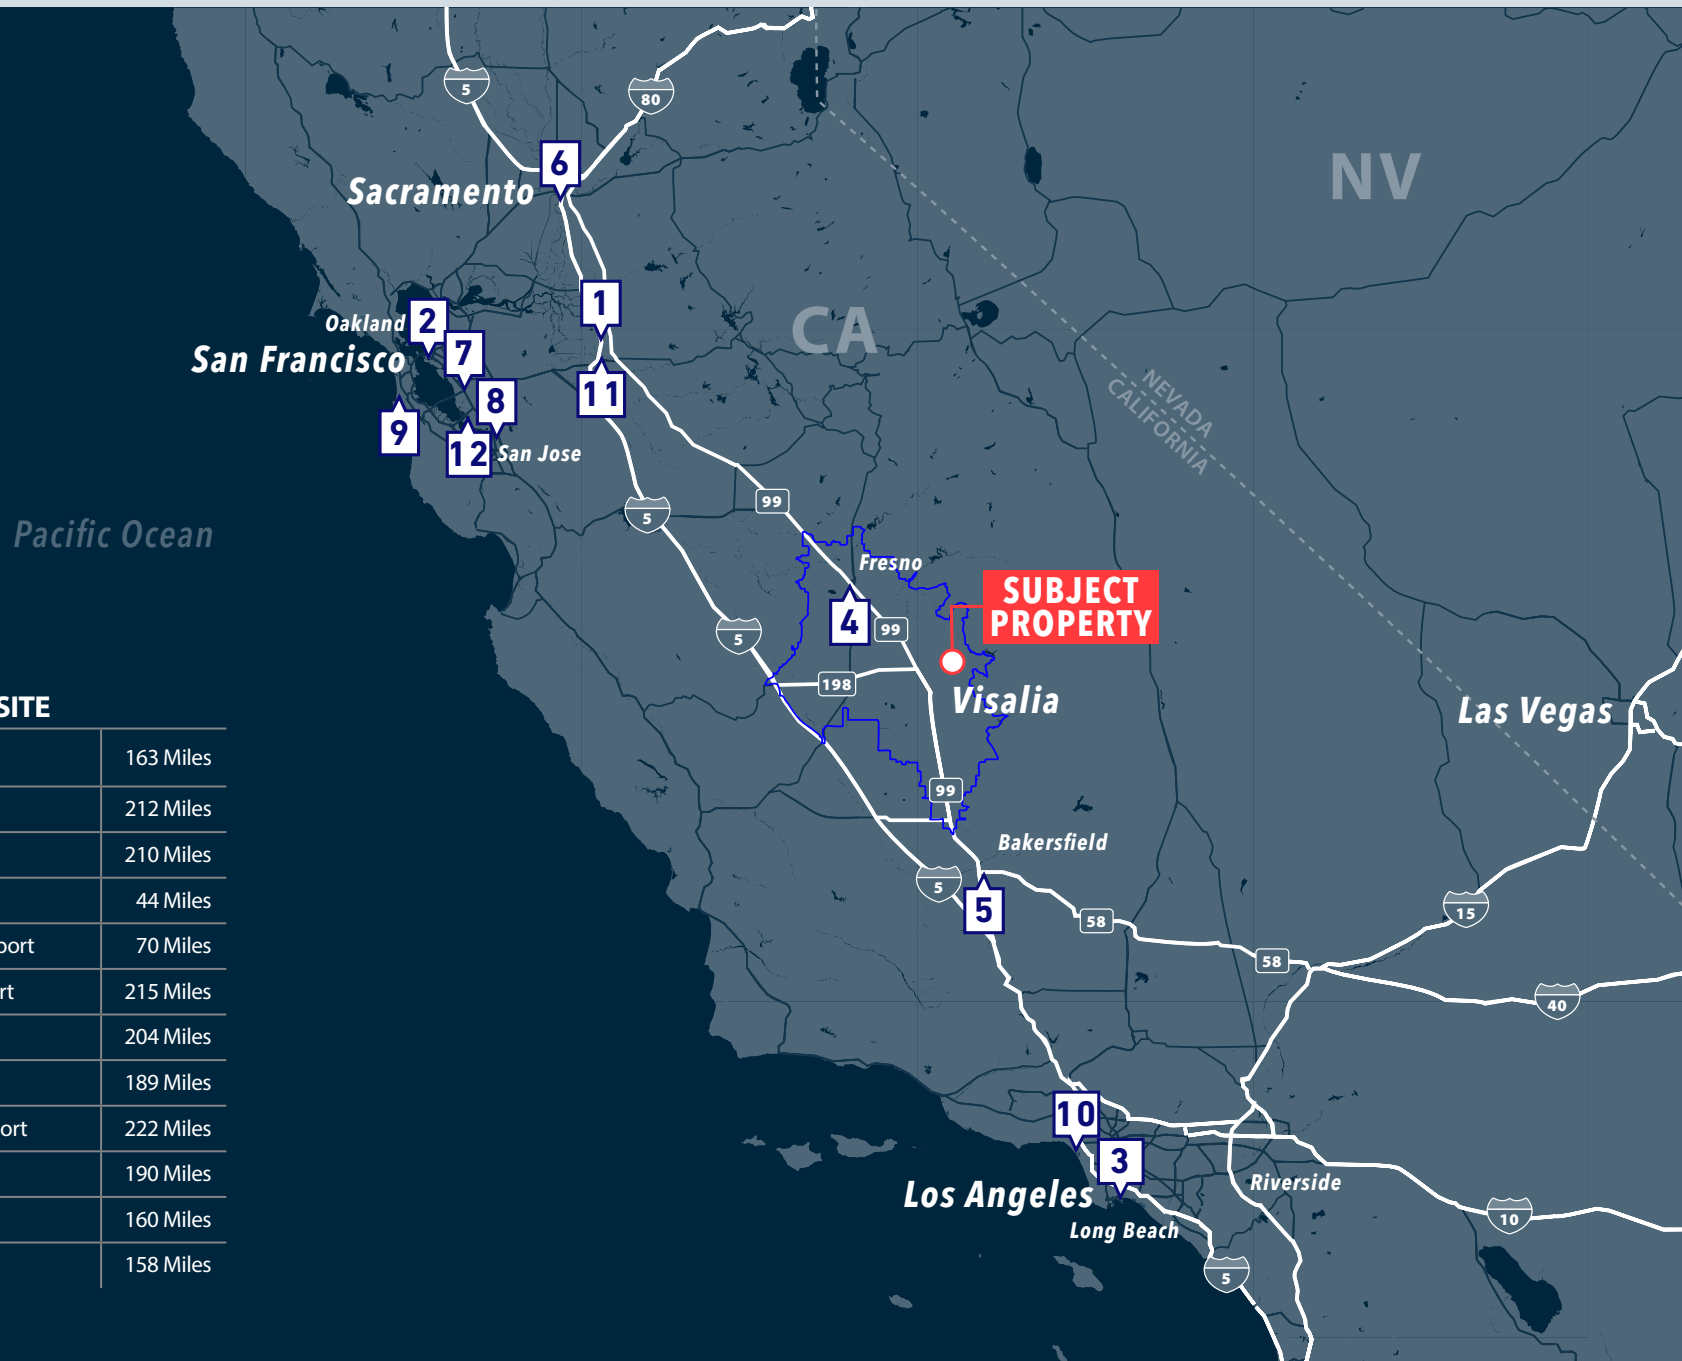 5
80
NV
6
Sacramento
1
CA
Oakland
2
San Francisco
7
11
8
9
12
San Jose
NEVADA
CALIFORNIA
Pacific Ocean
99
5
Fresno
SUBJECT
PROPERTY
4
99
5
198
Visalia
Las Vegas
99
Bakersfield
5
5
58
15
58
40
10
3
Los Angeles
Riverside
Long Beach
10
5
SITE
163 Miles
212 Miles
210 Miles
44 Miles
port 70 Miles
rt 215 Miles
204 Miles
189 Miles
ort 222 Miles
190 Miles
160 Miles
158 Miles